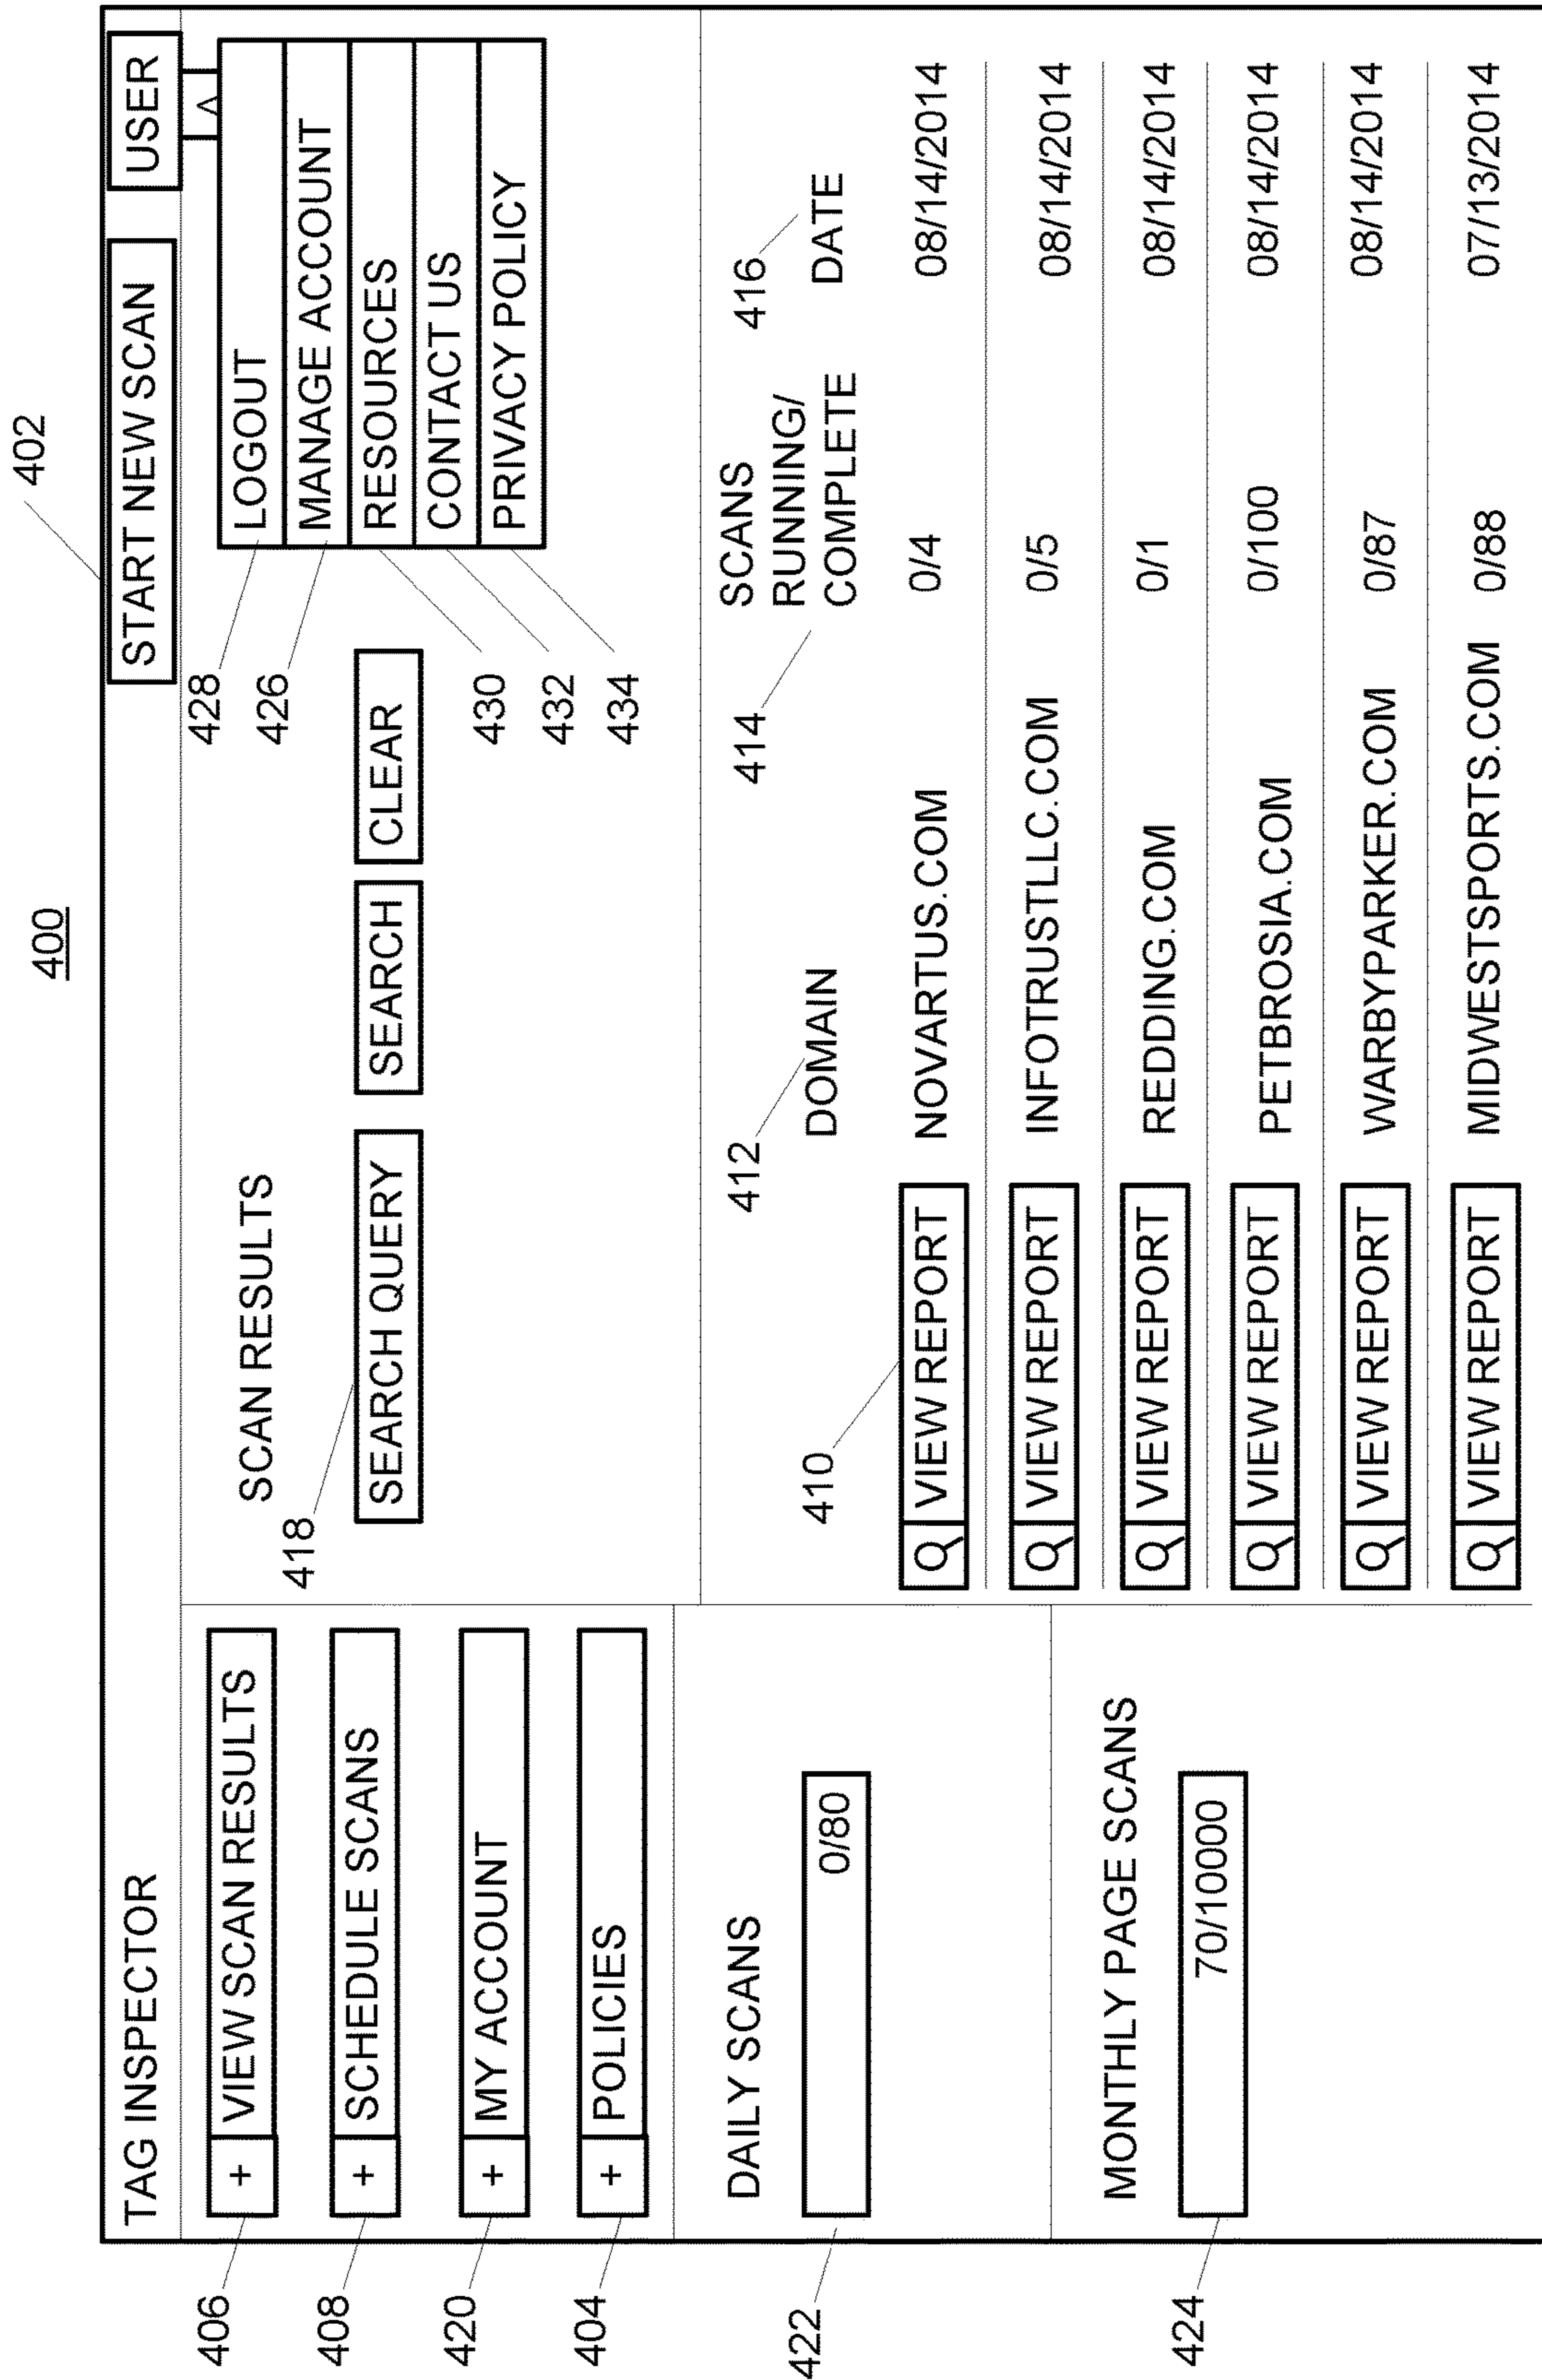 400
402
TAG INSPECTOR
START NEW SCAN
USER
^
406
+ VIEW SCAN RESULTS
408
+ SCHEDULE SCANS
420
+ MY ACCOUNT
404
+ POLICIES
422
DAILY SCANS
0/80
424
MONTHLY PAGE SCANS
70/10000
SCAN RESULTS
418
SEARCH QUERY
SEARCH
CLEAR
428
LOGOUT
426
MANAGE ACCOUNT
430
RESOURCES
432
CONTACT US
434
PRIVACY POLICY
410
412
DOMAIN
414
SCANS
RUNNING/
COMPLETE
416
DATE
VIEW REPORT NOVARTUS.COM 0/4 08/14/2014
VIEW REPORT INFOTRUSTLLC.COM 0/5 08/14/2014
VIEW REPORT REDDING.COM 0/1 08/14/2014
VIEW REPORT PETBROSIA.COM 0/100 08/14/2014
VIEW REPORT WARBYPARKER.COM 0/87 08/14/2014
VIEW REPORT MIDWESTSPORTS.COM 0/88 07/13/2014